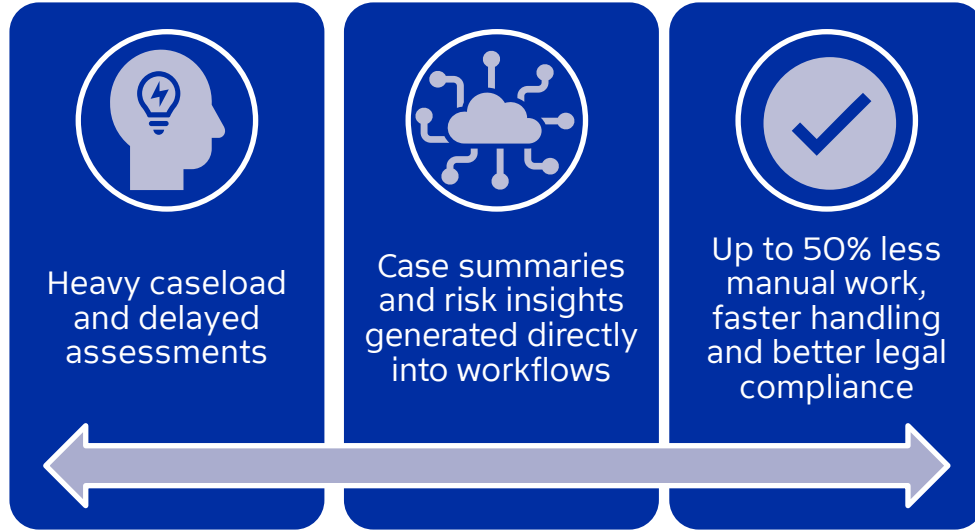 Heavy caseload
and delayed
assessments
Case summaries
and risk insights
generated directly
into workflows
Up to 50% less
manual work,
faster handling
and better legal
compliance